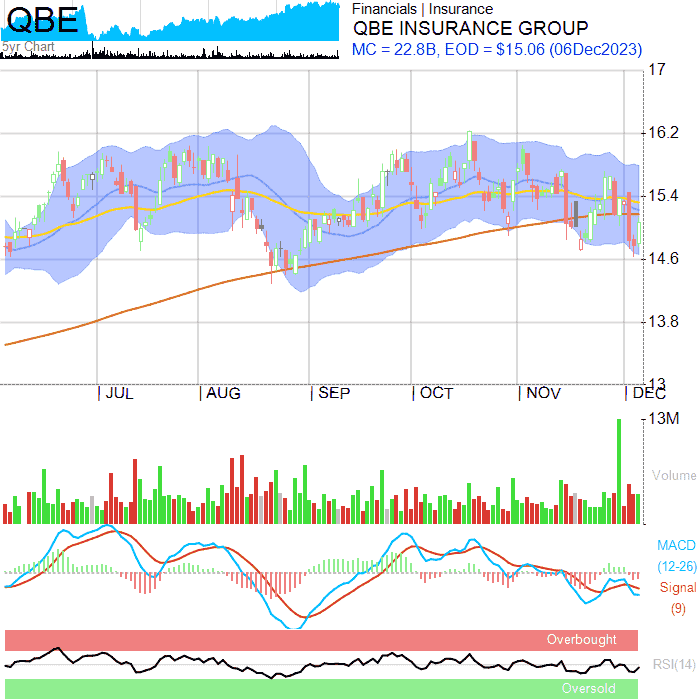 QBE
5yr Chart
Financials | Insurance
QBE INSURANCE GROUP
MC = 22.8B, EOD = $15.06 (06Dec2023)
17
16.2
15.4
14.6
13.8
13
JUL
AUG
SEP
OCT
NOV
DEC
13M
Volume
MACD
(12-26)
Signal
(9)
Overbought
RSI(14)
Oversold